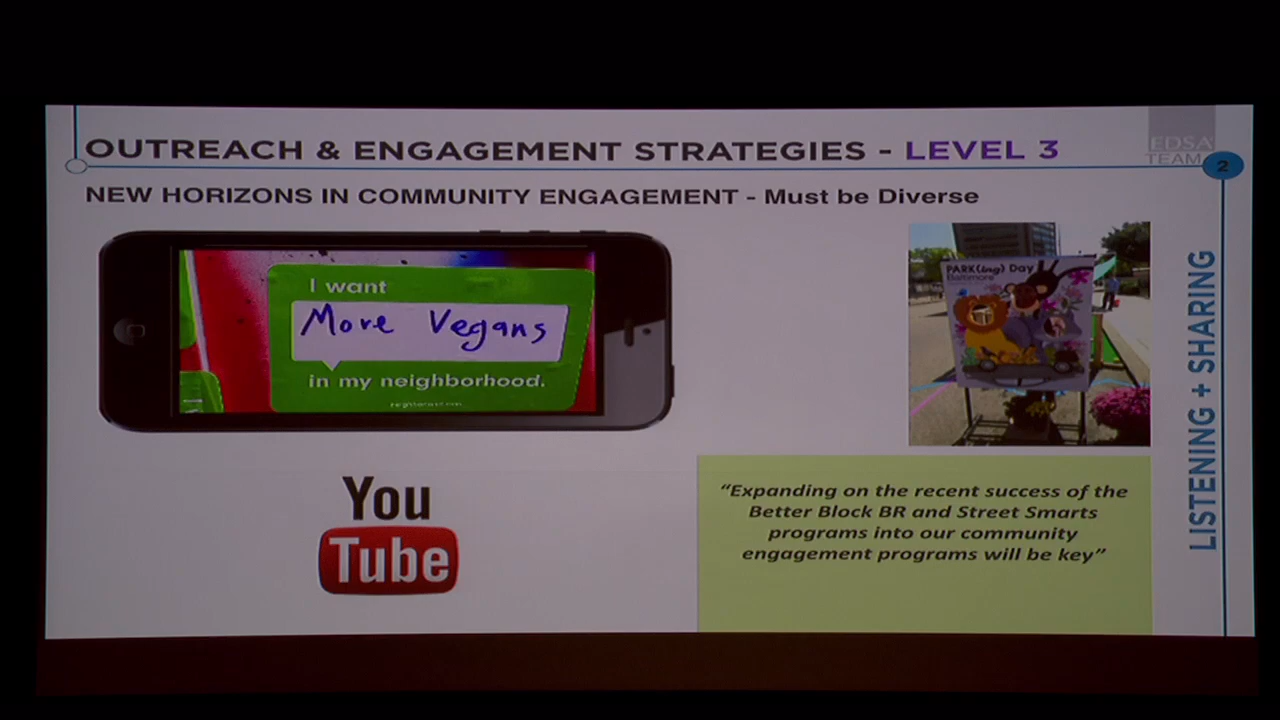 OUTREACH & ENGAGEMENT STRATEGIES - LEVEL 3
EDSA
TEAM
2
NEW HORIZONS IN COMMUNITY ENGAGEMENT - Must be Diverse
I want
More Vegans
in my neighborhood.
PARK(ing) Day
Baltimore
LISTENING + SHARING
You
Tube
“Expanding on the recent success of the
Better Block BR and Street Smarts
programs into our community
engagement programs will be key”